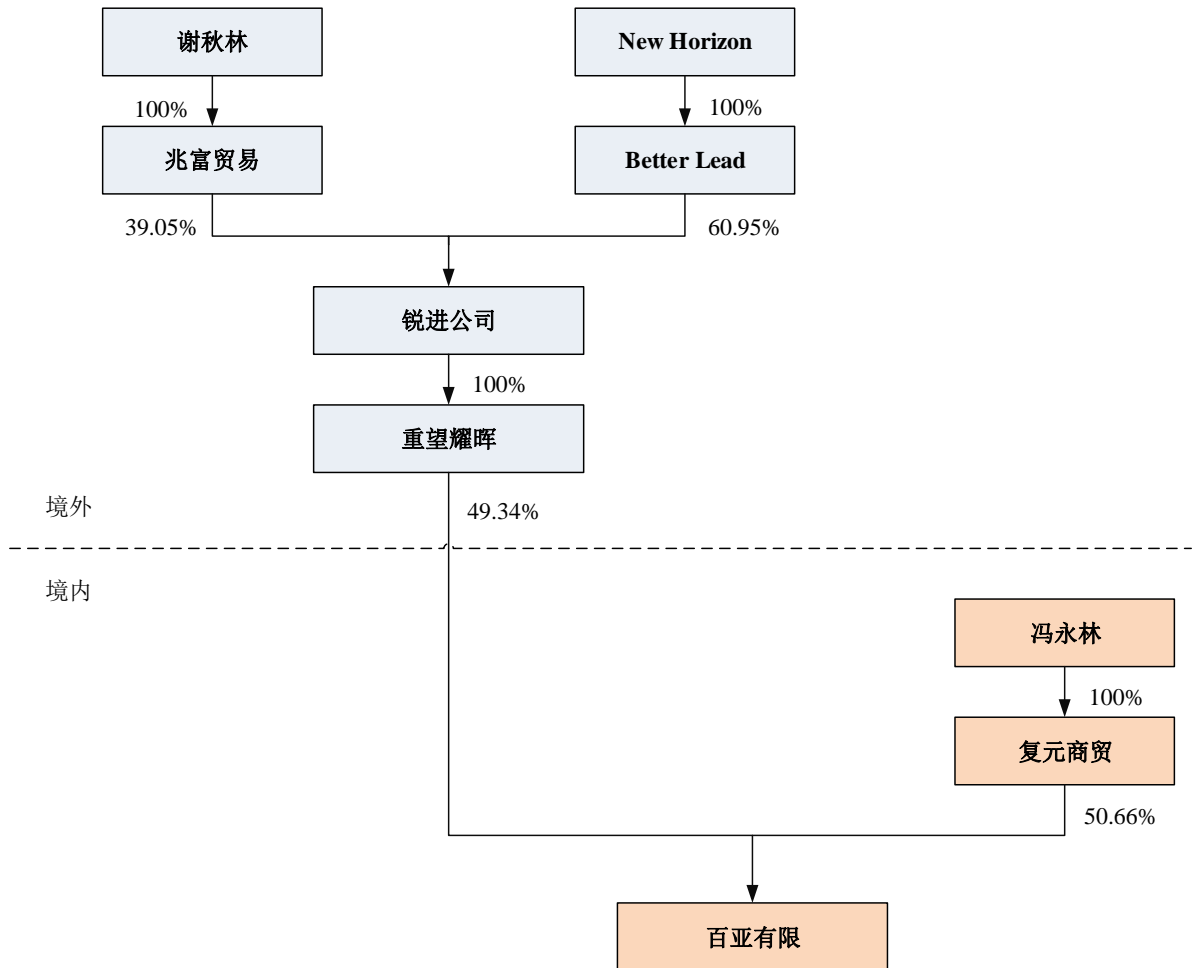 谢秋林
New Horizon
100%
100%
兆富贸易
Better Lead
39.05%
60.95%
锐进公司
100%
重望耀晖
境外
49.34%
境内
冯永林
100%
复元商贸
50.66%
百亚有限